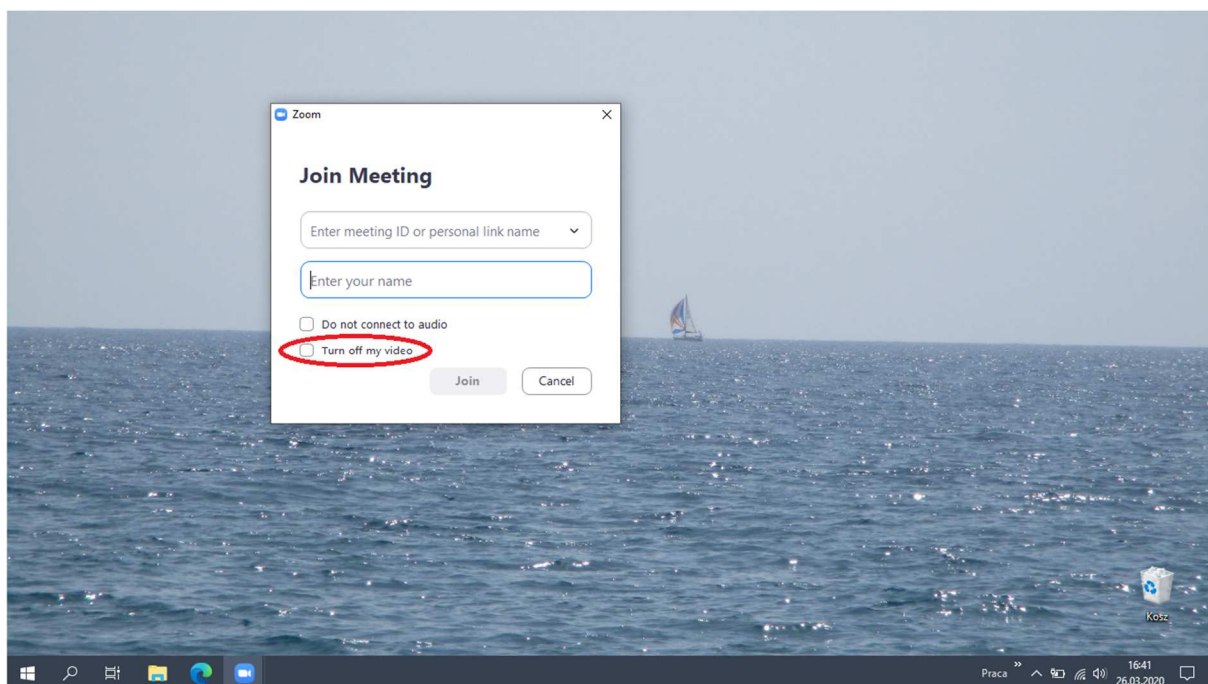 Zoom
Join Meeting
Enter meeting ID or personal link name
Enter your name
Do not connect to audio
Turn off my video
Join
Cancel
Kosz
Praca
16:41
26.03.2020